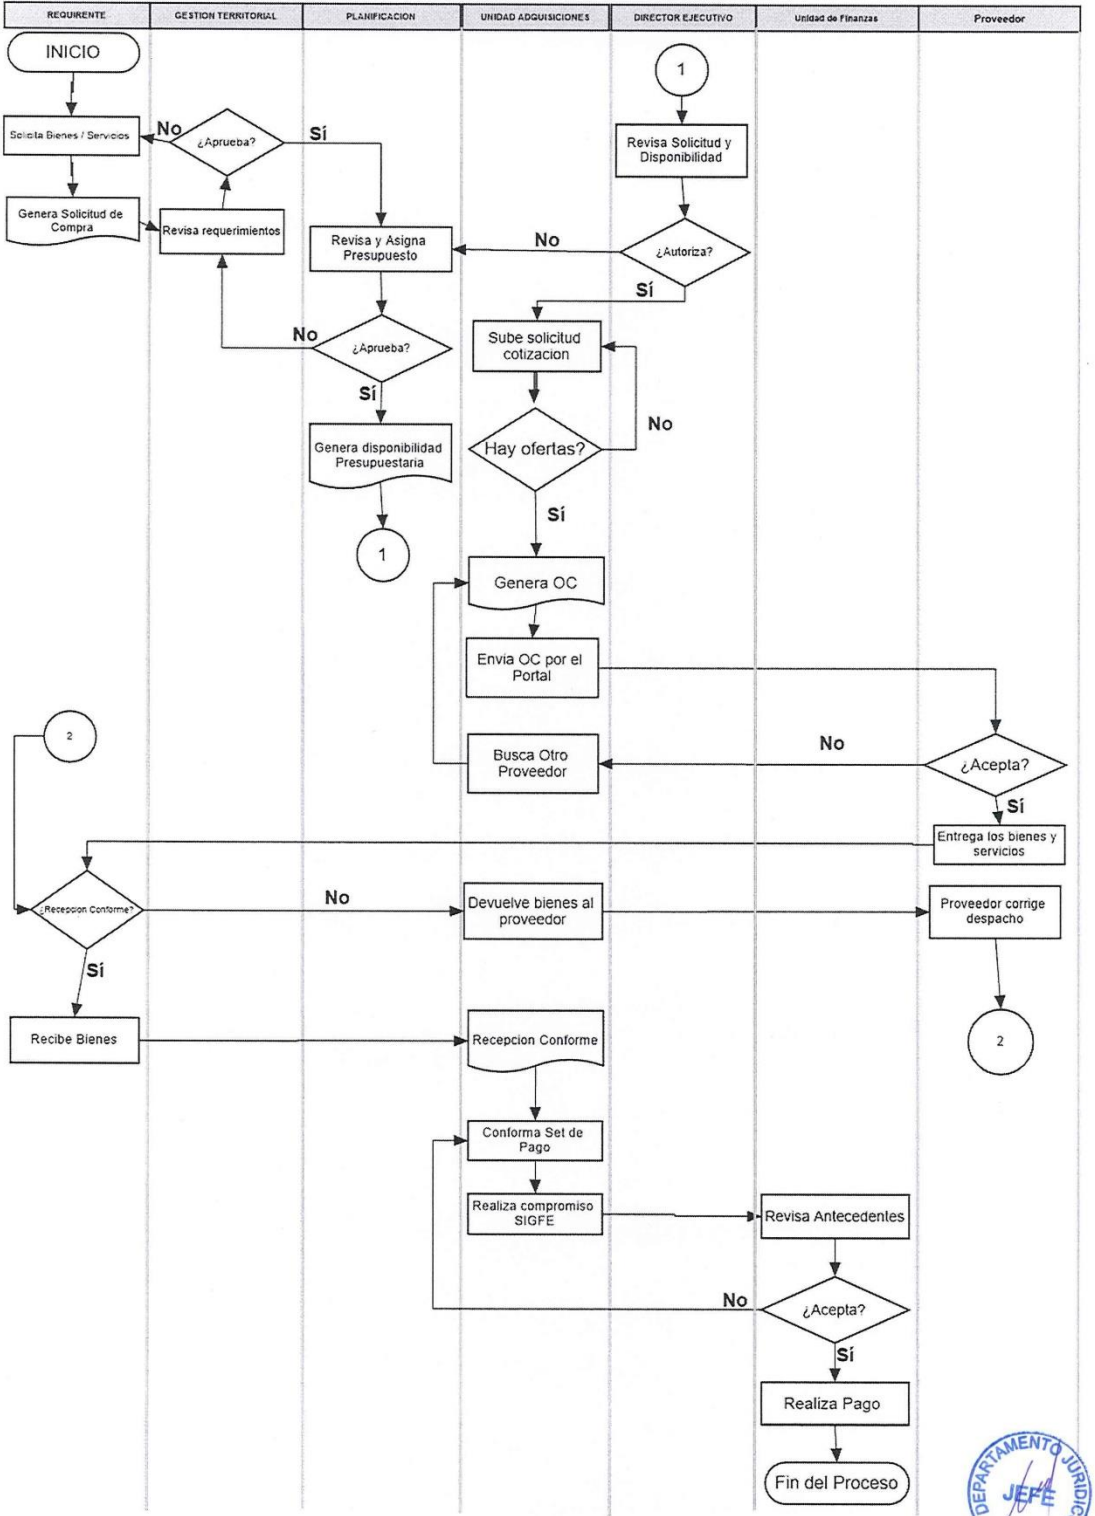 REQUIRENTE
GESTION TERRITORIAL
PLANIFICACION
UNIDAD ADQUISICIONES
DIRECTOR EJECUTIVO
Unidad de Finanzas
Proveedor
INICIO
1
Solicita Bienes / Servicios
No
¿Aprueba?
Sí
Revisa Solicitud y
Disponibilidad
Genera Solicitud de
Compra
Revisa requerimientos
Revisa y Asigna
Presupuesto
No
¿Autoriza?
Sí
No
¿Aprueba?
Sí
Sube solicitud
cotizacion
No
Hay ofertas?
Sí
Genera disponibilidad
Presupuestaria
1
Genera OC
Envia OC por el
Portal
2
Busca Otro
Proveedor
No
¿Acepta?
Sí
Entrega los bienes y
servicios
¿Recepcion Conforme?
No
Devuelve bienes al
proveedor
Proveedor corrige
despacho
Sí
Recibe Bienes
Recepcion Conforme
2
Conforma Set de
Pago
Realiza compromiso
SIGFE
Revisa Antecedentes
No
¿Acepta?
Sí
Realiza Pago
Fin del Proceso
DEPARTAMENTO JURIDIC
JEFE